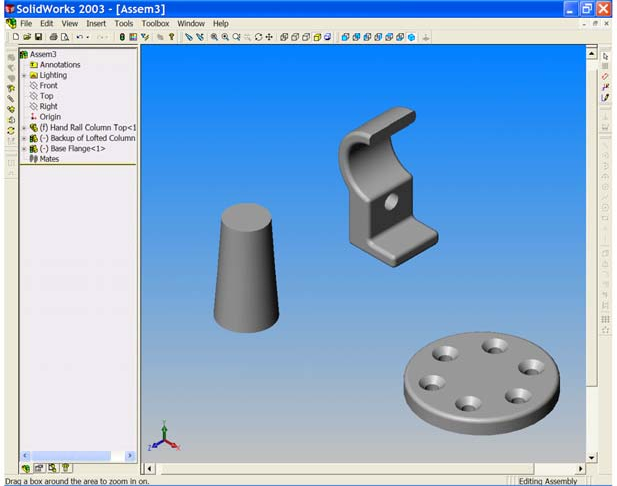 SolidWorks 2003 - [Assem3]
File Edit View Insert Tools Toolbox Window Help
Assem3
Annotations
Lighting
Front
Top
Right
Origin
(f) Hand Rail Column Top<1
(-) Backup of Lofted Column
(-) Base Flange<1>
Mates
Drag a box around the area to zoom in on.
Editing Assembly